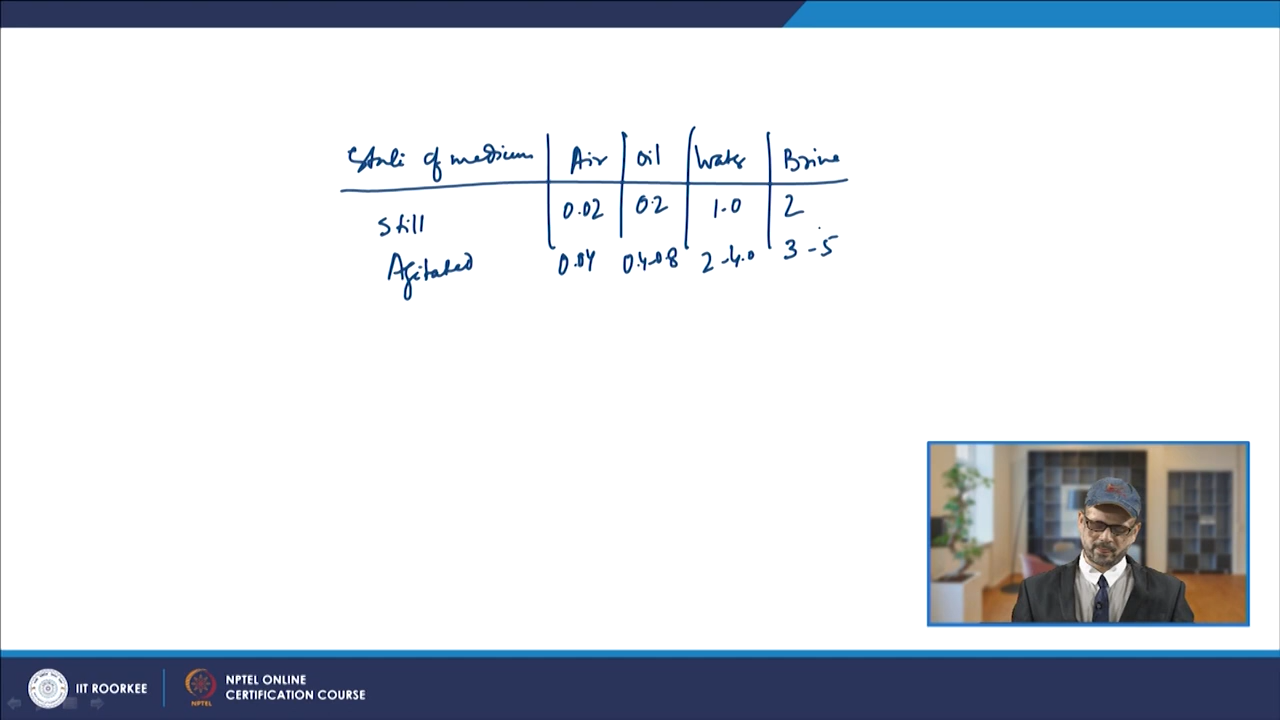 State of medium Air Oil Water Brine
Still 0.02 0.2 1.0 2
Agitated 0.04 0.4-0.8 2-4.0 3-5
IIT ROORKEE
NPTEL ONLINE
CERTIFICATION COURSE
NPTEL